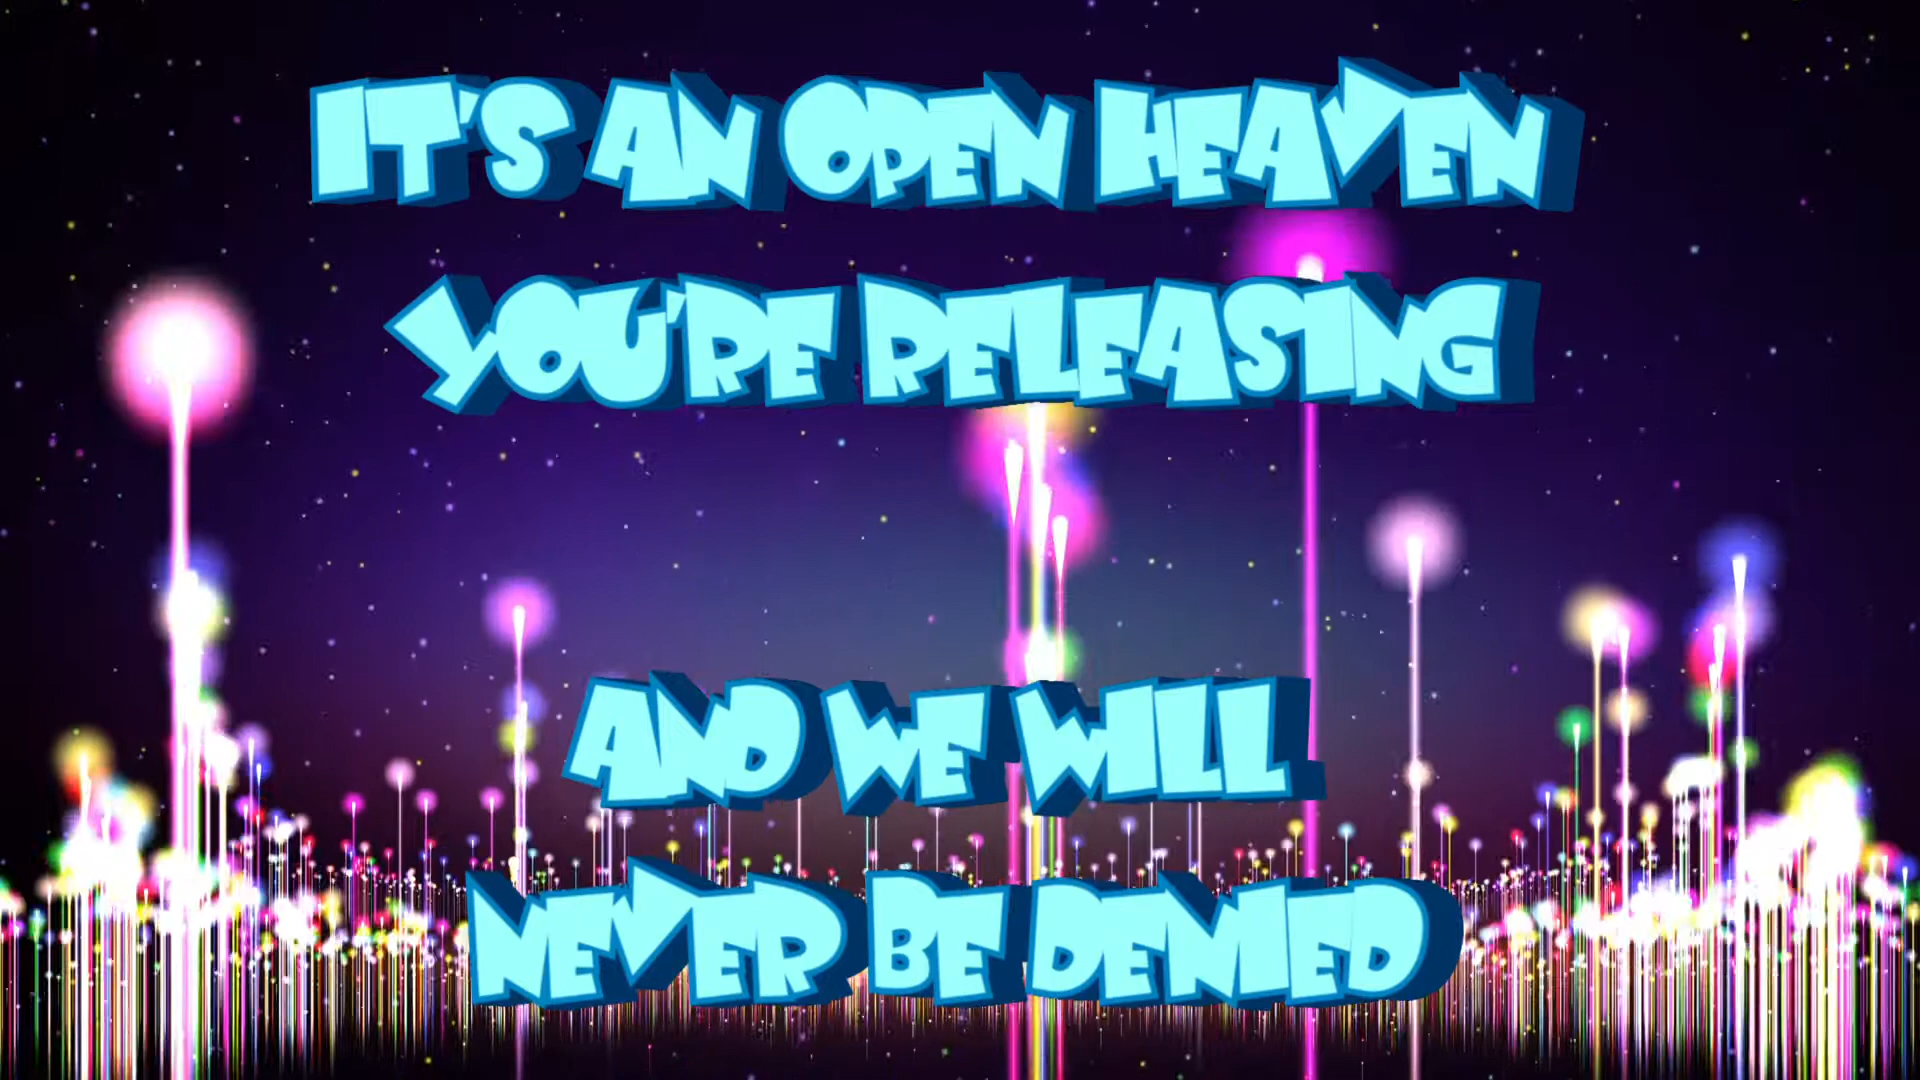 IT'S AN OPEN HEAVEN
YOU'RE RELEASING
AND WE WILL
NEVER BE DENIED